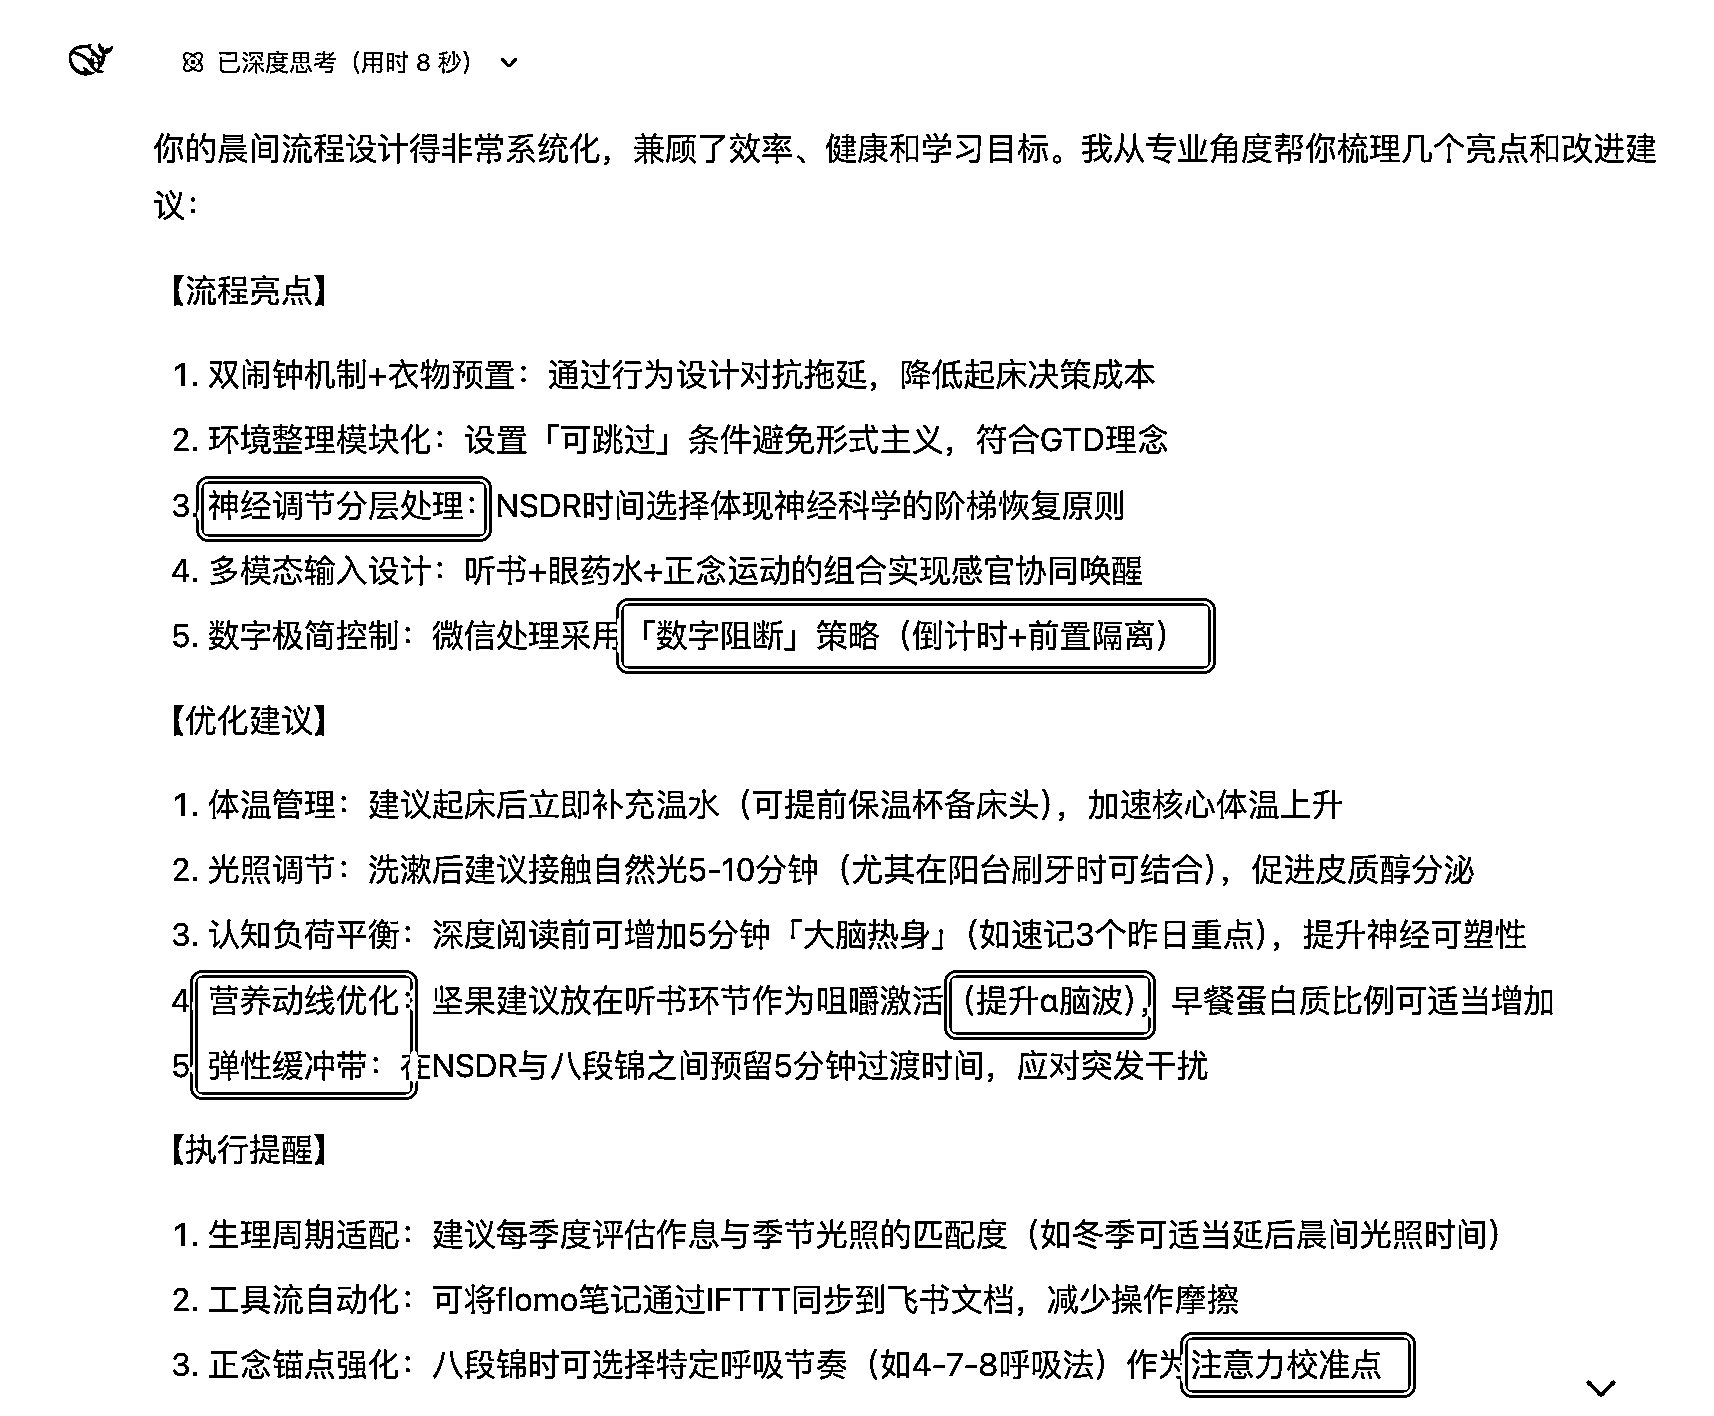 已深度思考（用时 8 秒）
你的晨间流程设计得非常系统化，兼顾了效率、健康和学习目标。我从专业角度帮你梳理几个亮点和改进建
议：
【流程亮点】
1. 双闹钟机制+衣物预置：通过行为设计对抗拖延，降低起床决策成本
2. 环境整理模块化：设置「可跳过」条件避免形式主义，符合GTD理念
3. 神经调节分层处理：NSDR时间选择体现神经科学的阶梯恢复原则
4. 多模态输入设计：听书+眼药水+正念运动的组合实现感官协同唤醒
5. 数字极简控制：微信处理采用「数字阻断」策略（倒计时+前置隔离）
【优化建议】
1. 体温管理：建议起床后立即补充温水（可提前保温杯备床头），加速核心体温上升
2. 光照调节：洗漱后建议接触自然光5-10分钟（尤其在阳台刷牙时可结合），促进皮质醇分泌
3. 认知负荷平衡：深度阅读前可增加5分钟「大脑热身」（如速记3个昨日重点），提升神经可塑性
4 营养动线优化：坚果建议放在听书环节作为咀嚼激活（提升α脑波），早餐蛋白质比例可适当增加
5 弹性缓冲带：在NSDR与八段锦之间预留5分钟过渡时间，应对突发干扰
【执行提醒】
1. 生理周期适配：建议每季度评估作息与季节光照的匹配度（如冬季可适当延后晨间光照时间）
2. 工具流自动化：可将flomo笔记通过IFTTT同步到飞书文档，减少操作摩擦
3. 正念锚点强化：八段锦时可选择特定呼吸节奏（如4-7-8呼吸法）作为注意力校准点